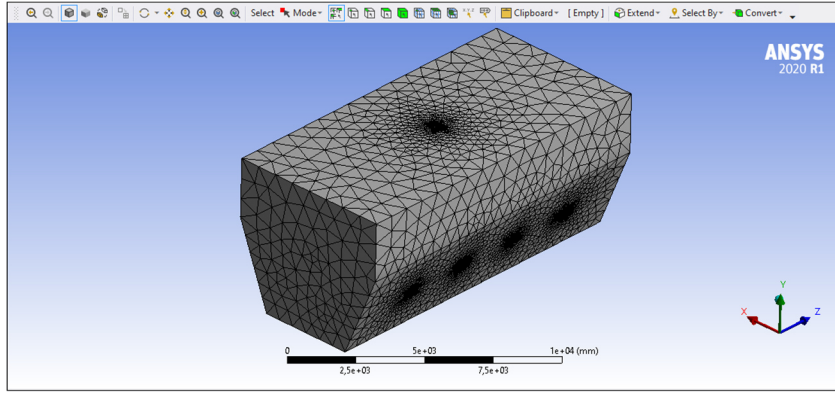 Select Mode [ Empty ] Clipboard Extend Select By Convert
ANSYS
2020 R1
0 5e+03 1e+04 (mm)
2,5e+03 7,5e+03
Y
X Z